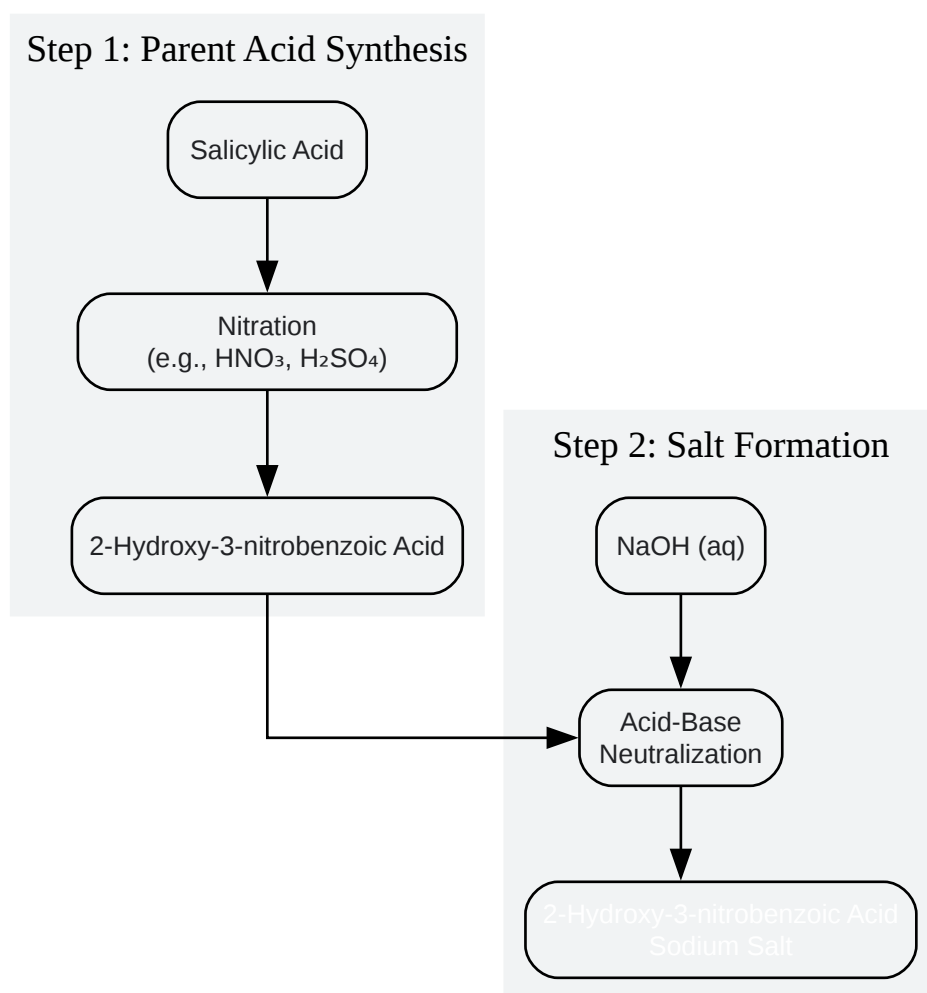 Step 1: Parent Acid Synthesis
Salicylic Acid
Nitration
(e.g., HNO₃, H₂SO₄)
2-Hydroxy-3-nitrobenzoic Acid
Step 2: Salt Formation
NaOH (aq)
Acid-Base
Neutralization
2-Hydroxy-3-nitrobenzoic Acid
Sodium Salt